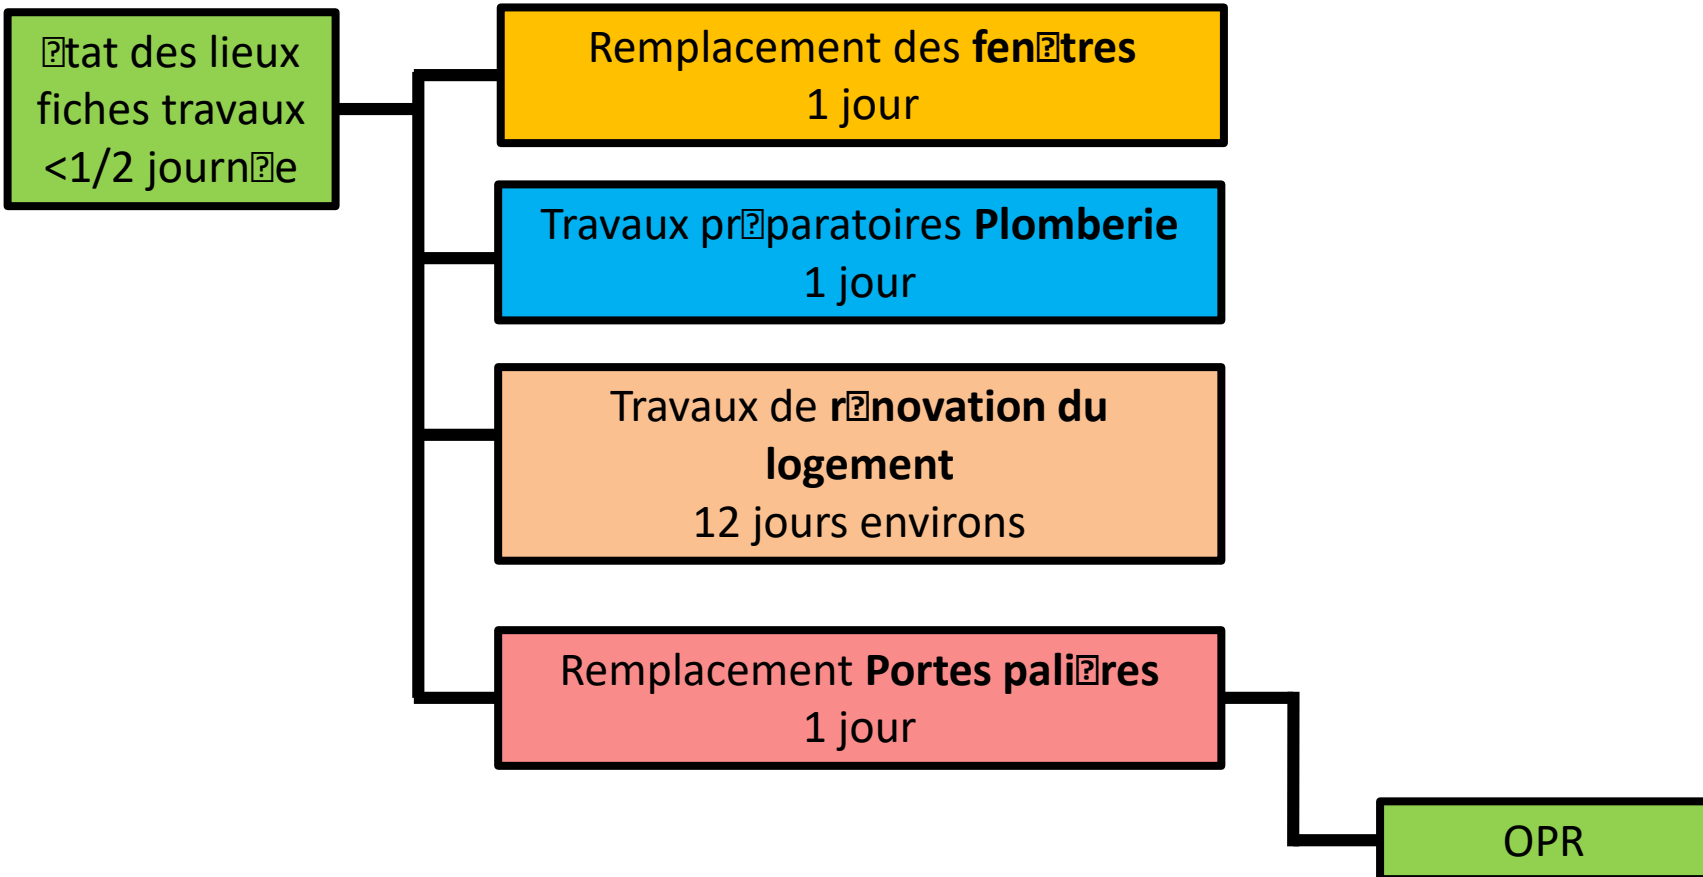 �tat des lieux
fiches travaux
<1/2 journ�e
Remplacement des fen�tres
1 jour
Travaux pr�paratoires Plomberie
1 jour
Travaux de r�novation du
logement
12 jours environs
Remplacement Portes pali�res
1 jour
OPR